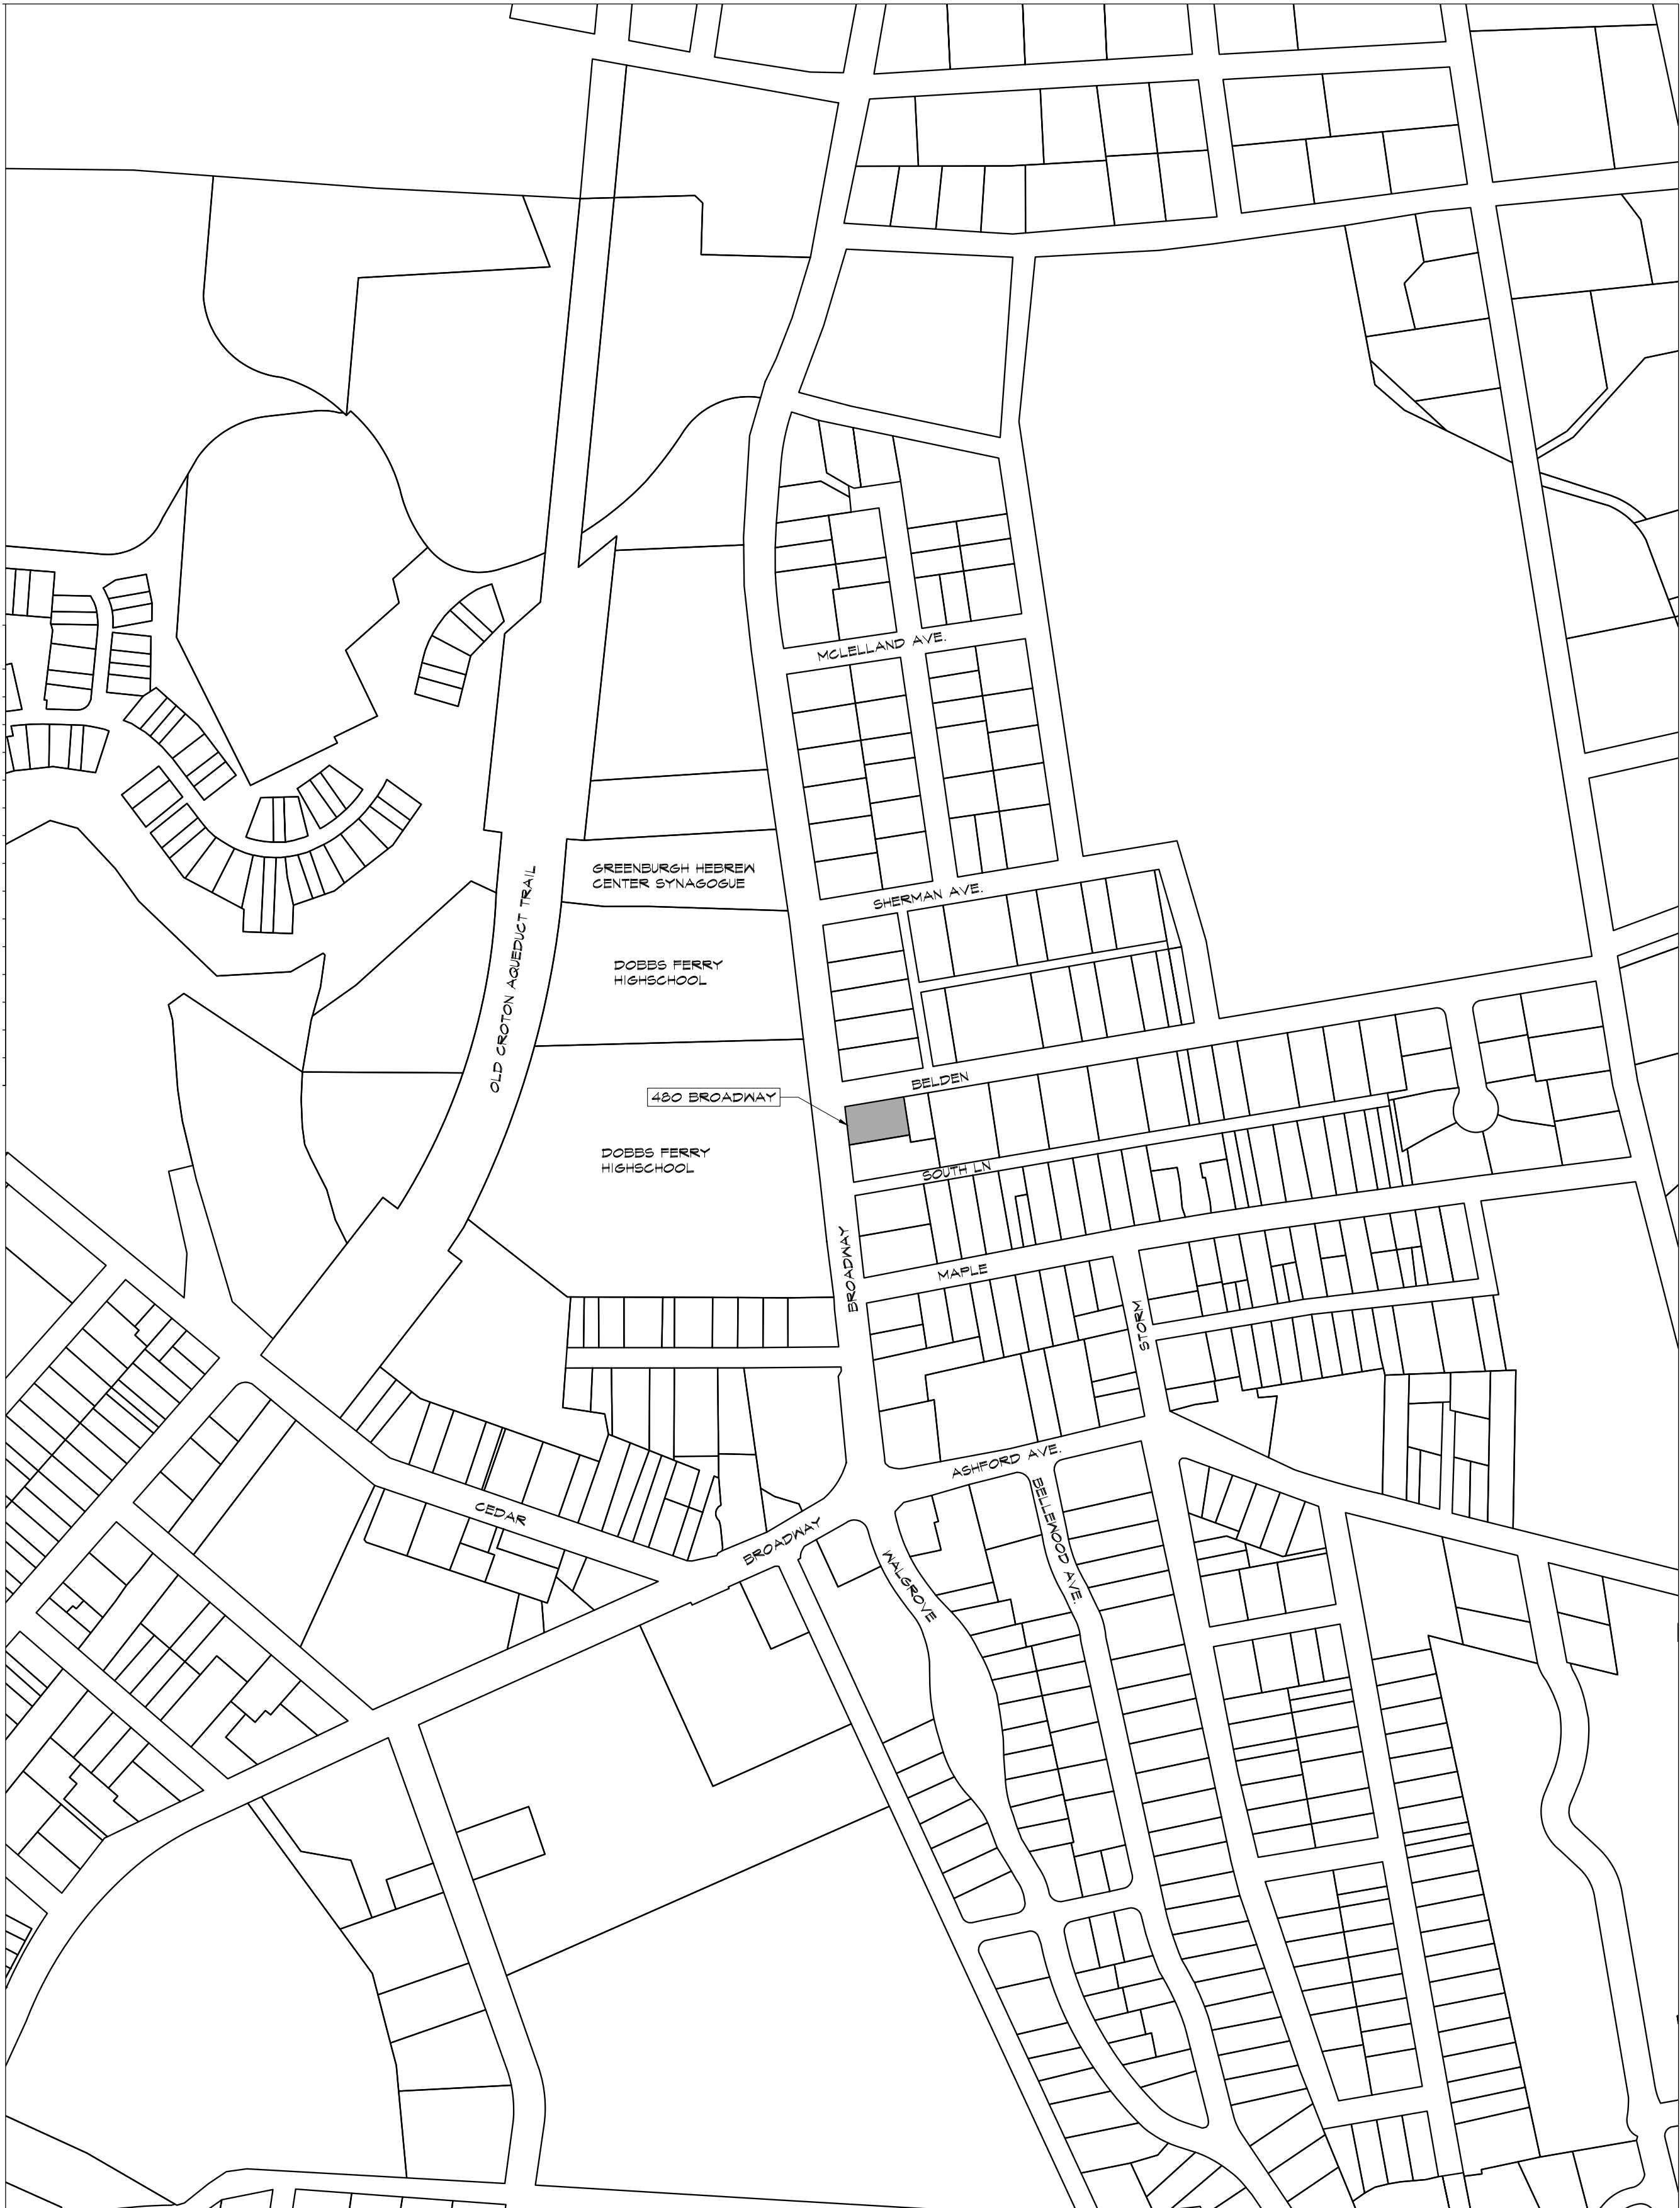 MCLELLAND AVE.
GREENBURGH HEBREW
CENTER SYNAGOGUE
SHERMAN AVE.
OLD CROTON AQUEDUCT TRAIL
DOBBS FERRY
HIGHSCHOOL
BELDEN
480 BROADWAY
DOBBS FERRY
HIGHSCHOOL
SOUTH LN
BROADWAY
MAPLE
STORM
ASHFORD AVE.
BELLEWOOD AVE.
CEDAR
BROADWAY
WALGROVE